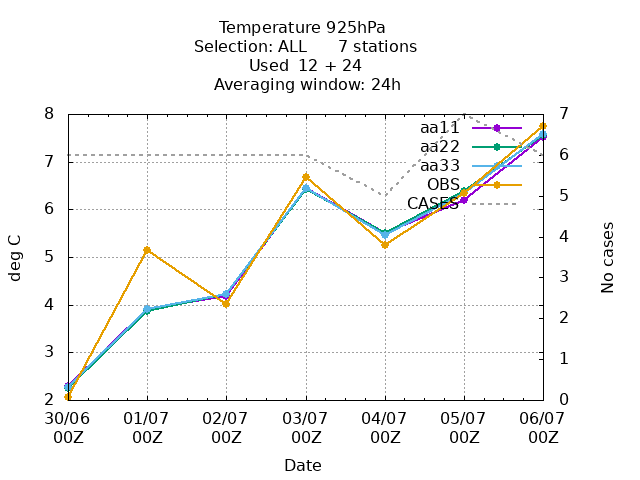 Temperature 925hPa
Selection: ALL 7 stations
Used 12 + 24
Averaging window: 24h
8 7
7 6
6 5
5 4
4 3
3 2
2 1
0
deg C
No cases
aa11
aa22
aa33
OBS
CASES
30/06 01/07 02/07 03/07 04/07 05/07 06/07
00Z 00Z 00Z 00Z 00Z 00Z 00Z
Date